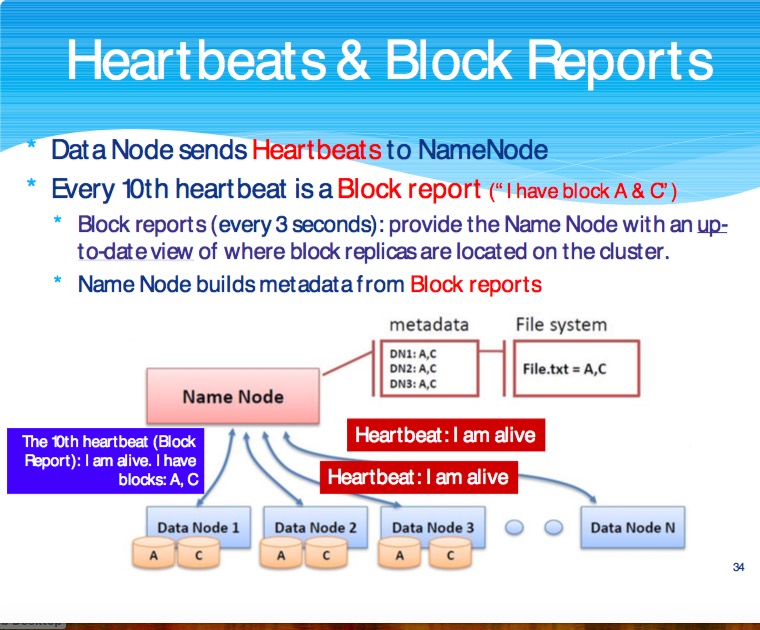 Heartbeats & Block Reports
* Data Node sends Heartbeats to NameNode
* Every 10th heartbeat is a Block report (“ I have block A & C” )
* Block reports (every 3 seconds): provide the Name Node with an up-
to-date view of where block replicas are located on the cluster.
* Name Node builds metadata from Block reports
metadata
File system
DN1: A,C
DN2: A,C
DN3: A,C
File.txt = A,C
Name Node
The 10th heartbeat (Block
Report): I am alive. I have
blocks: A, C
Heartbeat: I am alive
Heartbeat: I am alive
Data Node 1
Data Node 2
Data Node 3
Data Node N
A
C
A
C
A
C
34